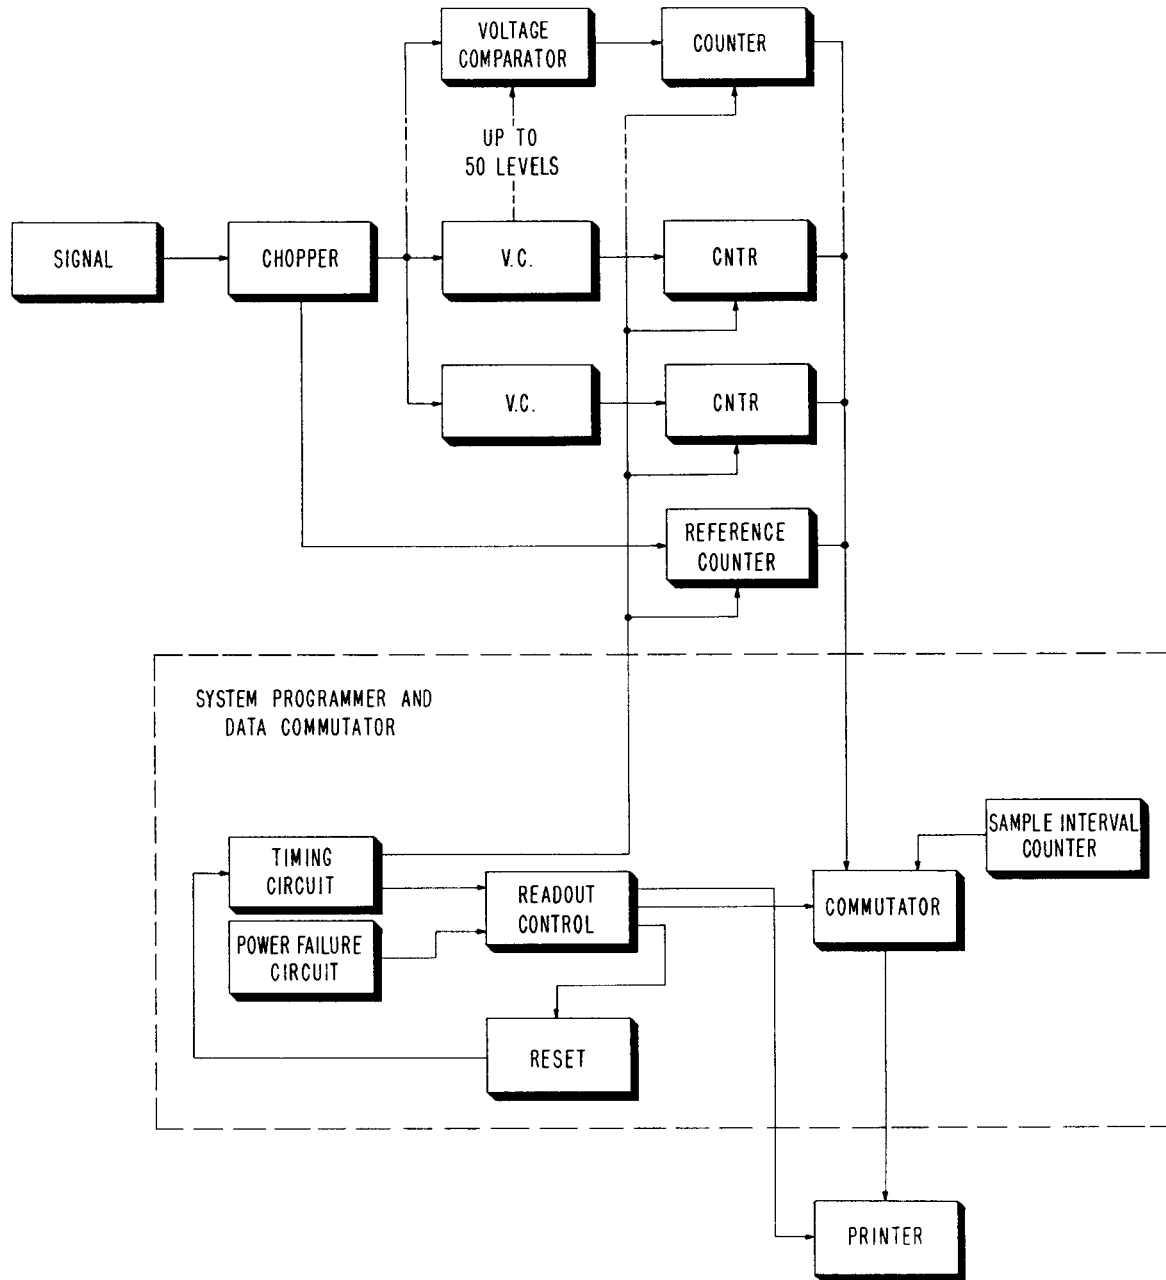 VOLTAGE
COMPARATOR
COUNTER
UP TO
50 LEVELS
SIGNAL
CHOPPER
V.C.
CNTR
V.C.
CNTR
REFERENCE
COUNTER
SYSTEM PROGRAMMER AND
DATA COMMUTATOR
SAMPLE INTERVAL
COUNTER
TIMING
CIRCUIT
READOUT
CONTROL
COMMUTATOR
POWER FAILURE
CIRCUIT
RESET
PRINTER